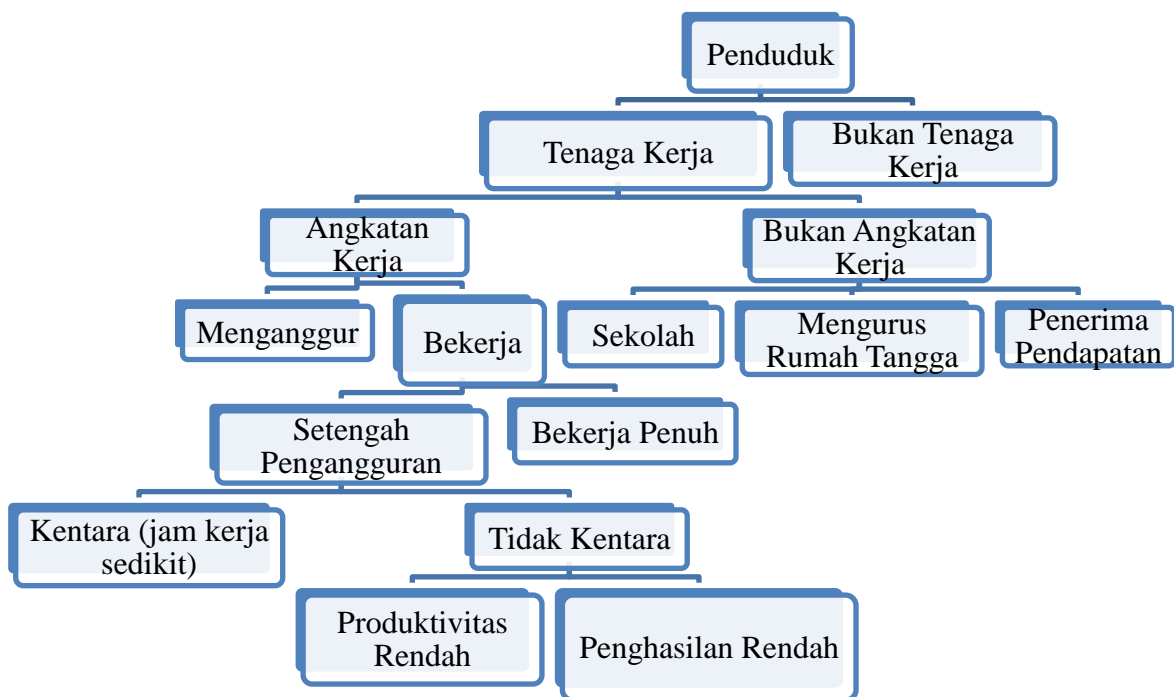 Penduduk
Tenaga Kerja
Bukan Tenaga
Kerja
Angkatan
Kerja
Bukan Angkatan
Kerja
Menganggur
Bekerja
Sekolah
Mengurus
Rumah Tangga
Penerima
Pendapatan
Setengah
Pengangguran
Bekerja Penuh
Kentara (jam kerja
sedikit)
Tidak Kentara
Produktivitas
Rendah
Penghasilan Rendah